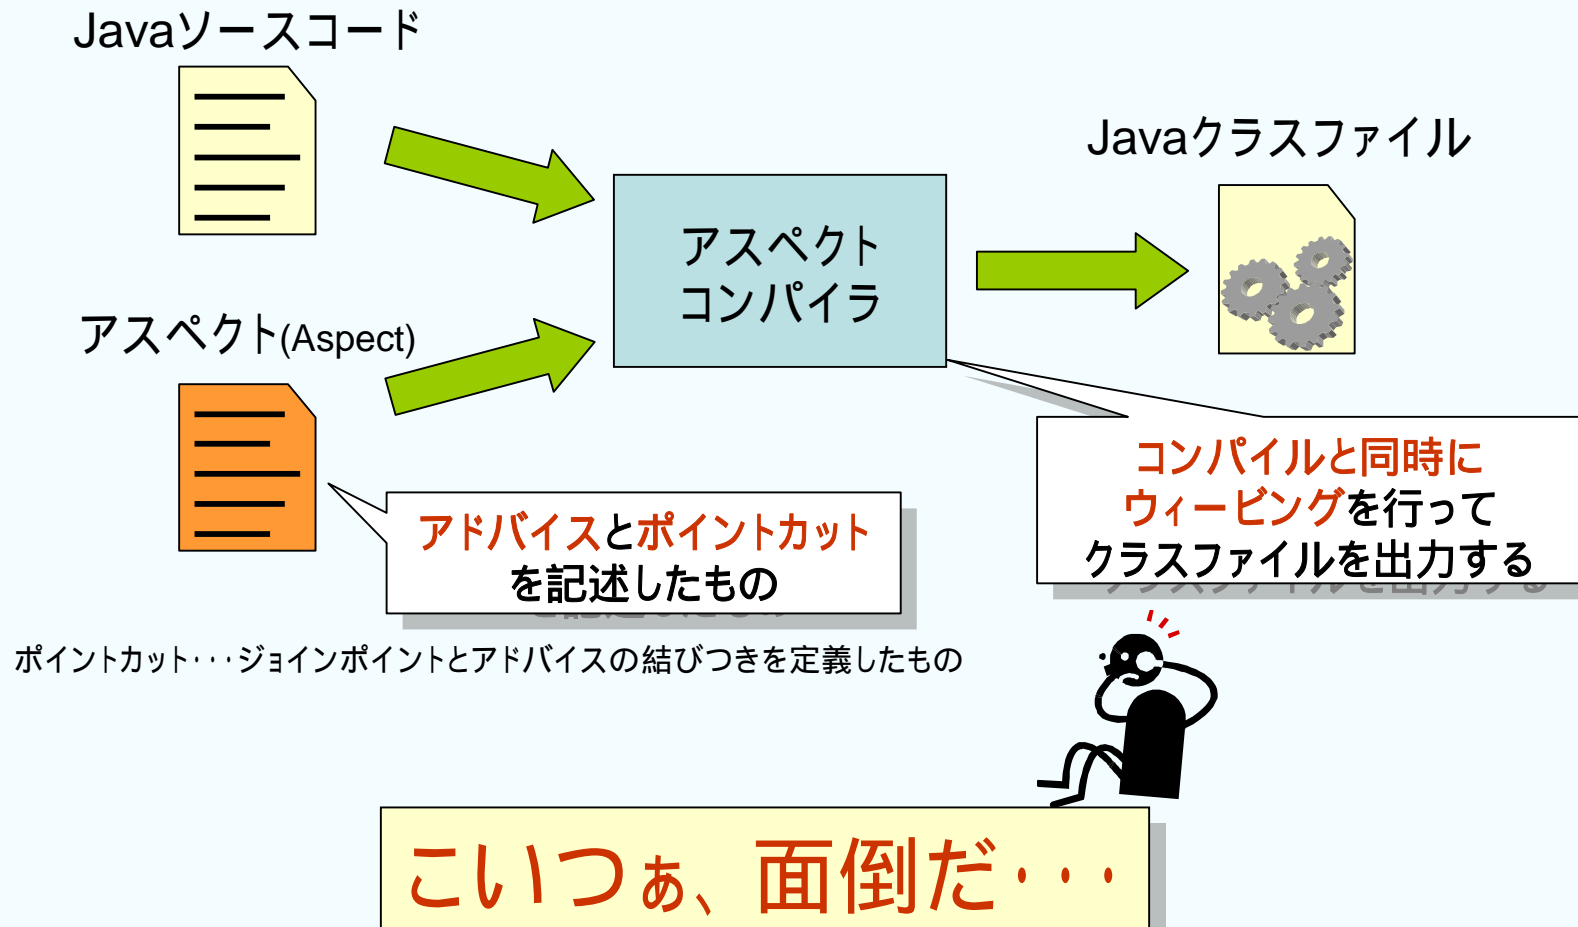 Javaソースコード
Javaクラスファイル
アスペクト
コンパイラ
アスペクト(Aspect)
コンパイルと同時に
ウィービングを行って
クラスファイルを出力する
アドバイスとポイントカット
を記述したもの
ポイントカット・・・ジョインポイントとアドバイスの結びつきを定義したもの
こいつぁ、面倒だ・・・